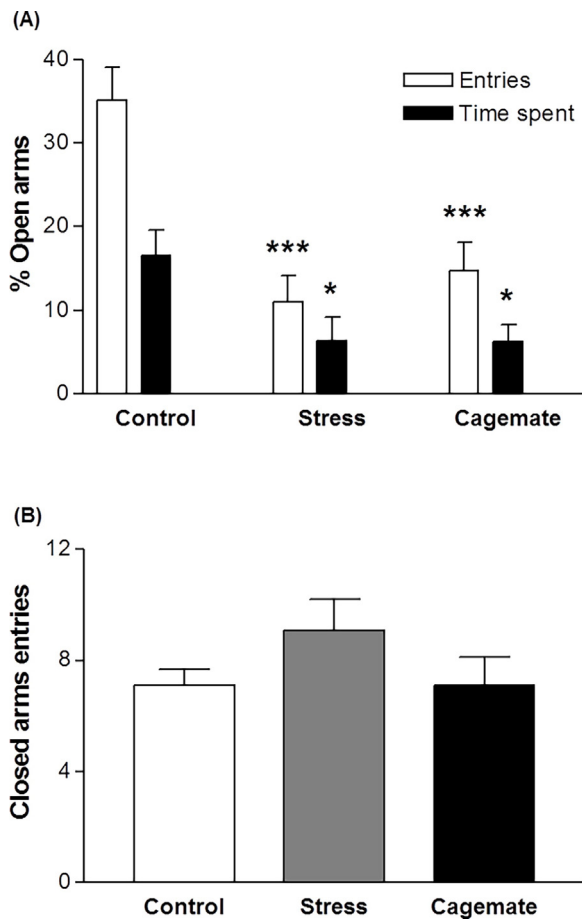 (A)
% Open arms
40
30
20
10
0
Entries
Time spent
***
*
***
*
Control Stress Cagemate
(B)
Closed arms entries
12
8
4
0
Control Stress Cagemate